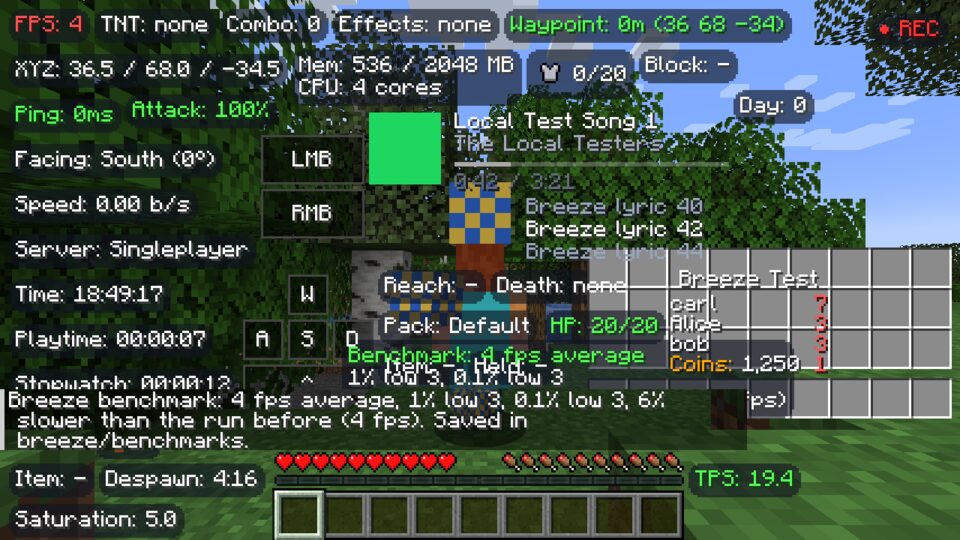 FPS: 4 TNT: none Combo: 0 Effects: none Waypoint: 0m (36 68 -34)
REC
XYZ: 36.5 / 68.0 / -34.5
Mem: 536 / 2048 MB
CPU: 4 cores
0/20
Block: -
Day: 0
Ping: 0ms
Attack: 100%
Local Test Song 1
The Local Testers
0:42 / 3:21
Facing: South (0°)
LMB
Speed: 0.00 b/s
RMB
Breeze lyric 40
Breeze lyric 42
Breeze lyric 44
Server: Singleplayer
Time: 18:49:17
W
Reach: - Death: none
Breeze Test
carl 7
Alice 3
bob 3
Coins: 1,250 1
Playtime: 00:00:07
A S D
Pack: Default HP: 20/20
Benchmark: 4 fps average
1% low 3, 0.1% low 3
Item: - Held: -
Stopwatch: 00:00:12
Breeze benchmark: 4 fps average, 1% low 3, 0.1% low 3, 6%
slower than the run before (4 fps). Saved in
breeze/benchmarks.
fps)
Item: - Despawn: 4:16
TPS: 19.4
Saturation: 5.0